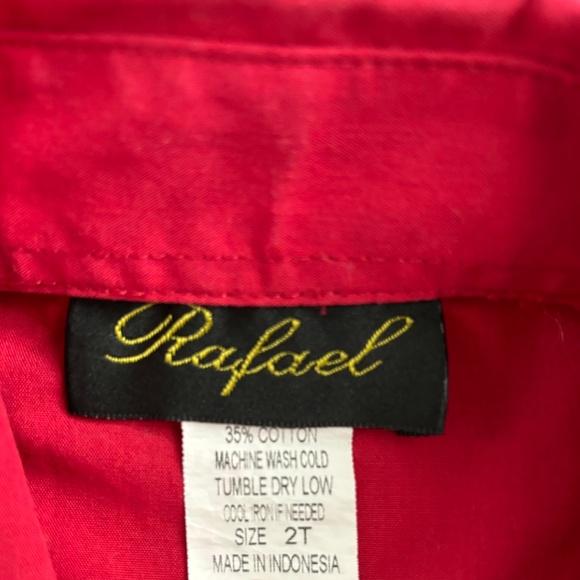 Rafael
35% COTTON
MACHINE WASH COLD
TUMBLE DRY LOW
COOL IRON IF NEEDED
SIZE 2T
MADE IN INDONESIA